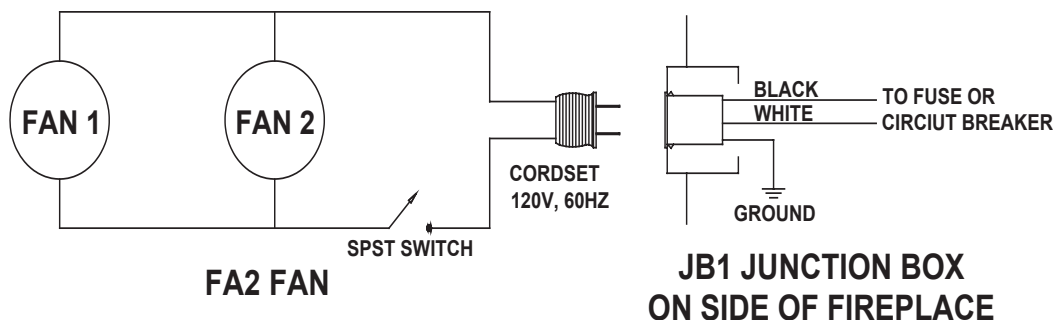 FAN 1
FAN 2
CORDSET
120V, 60HZ
SPST SWITCH
FA2 FAN
BLACK
WHITE
TO FUSE OR
CIRCIUT BREAKER
GROUND
JB1 JUNCTION BOX
ON SIDE OF FIREPLACE